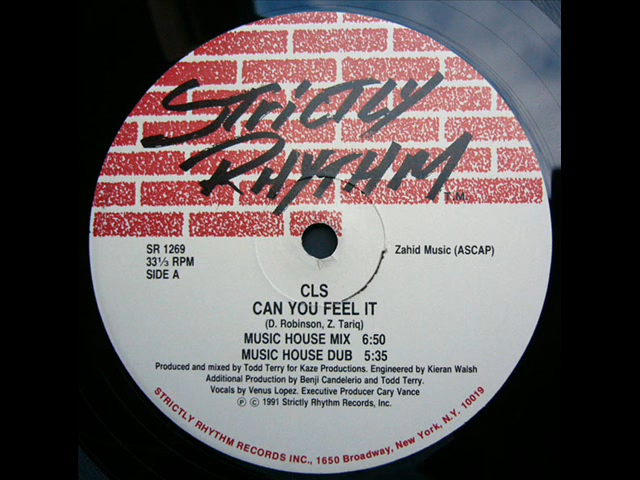 STRICTLY
RHYTHM
T.M.
SR 1269
33⅓ RPM
SIDE A
Zahid Music (ASCAP)
CLS
CAN YOU FEEL IT
(D. Robinson, Z. Tariq)
MUSIC HOUSE MIX 6:50
MUSIC HOUSE DUB 5:35
Produced and mixed by Todd Terry for Kaze Productions. Engineered by Kieran Walsh
Additional Production by Benji Candelerio and Todd Terry.
Vocals by Venus Lopez. Executive Producer Cary Vance
℗ © 1991 Strictly Rhythm Records, Inc.
STRICTLY RHYTHM RECORDS INC., 1650 Broadway, New York, N.Y. 10019